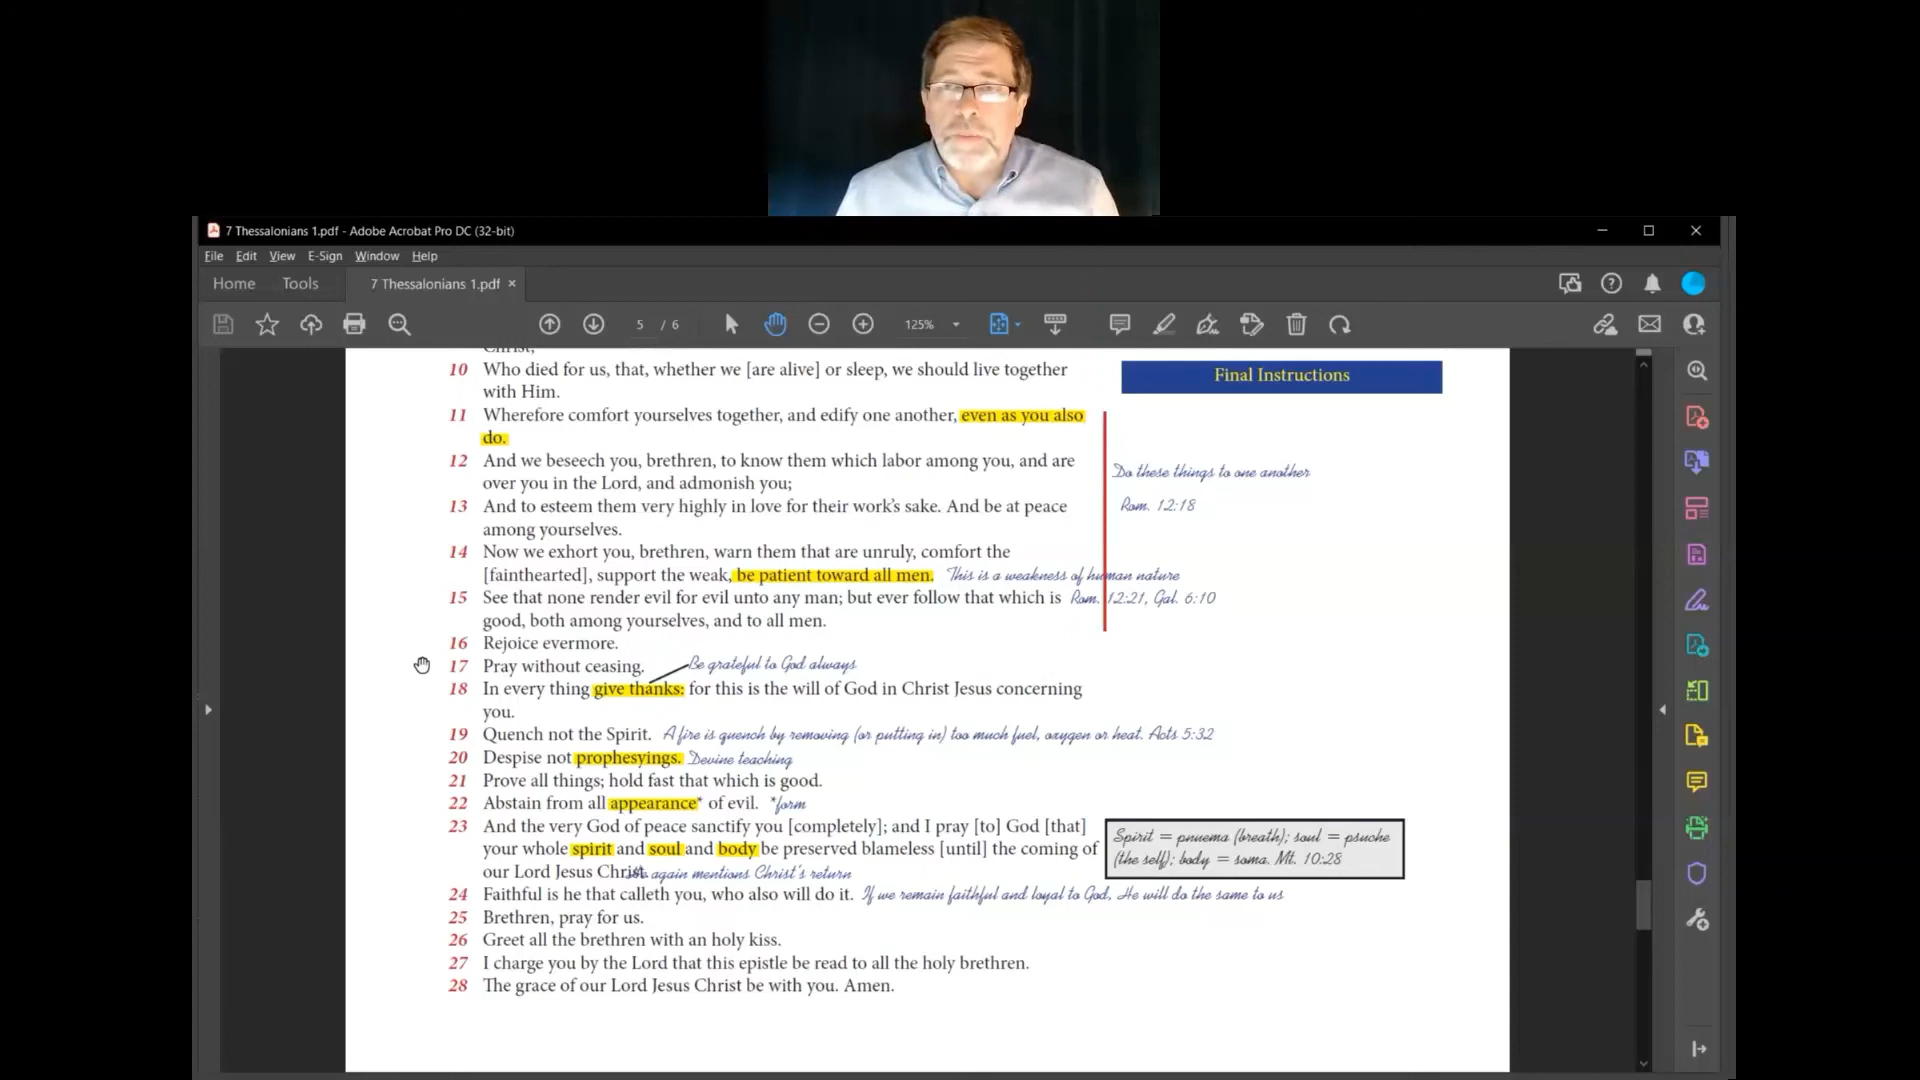 7 Thessalonians 1.pdf - Adobe Acrobat Pro DC (32-bit)
File Edit View E-Sign Window Help
Home Tools 7 Thessalonians 1.pdf ×
5 / 6 125%
Christ,
10 Who died for us, that, whether we [are alive] or sleep, we should live together
with Him.
Final Instructions
11 Wherefore comfort yourselves together, and edify one another, even as you also
do.
12 And we beseech you, brethren, to know them which labor among you, and are
over you in the Lord, and admonish you;
Do these things to one another
13 And to esteem them very highly in love for their work's sake. And be at peace
among yourselves.
Rom. 12:18
14 Now we exhort you, brethren, warn them that are unruly, comfort the
[fainthearted], support the weak, be patient toward all men. This is a weakness of human nature
15 See that none render evil for evil unto any man; but ever follow that which is Rom. 12:21, Gal. 6:10
good, both among yourselves, and to all men.
16 Rejoice evermore.
17 Pray without ceasing. Be grateful to God always
18 In every thing give thanks: for this is the will of God in Christ Jesus concerning
you.
19 Quench not the Spirit. A fire is quench by removing (or putting in) too much fuel, oxygen or heat. Acts 5:32
20 Despise not prophesyings. Devine teaching
21 Prove all things; hold fast that which is good.
22 Abstain from all appearance* of evil. *form
23 And the very God of peace sanctify you [completely]; and I pray [to] God [that]
your whole spirit and soul and body be preserved blameless [until] the coming of
our Lord Jesus Christ. again mentions Christ's return
Spirit = pnuema (breath); soul = psuche
(the self); body = soma. Mt. 10:28
24 Faithful is he that calleth you, who also will do it. If we remain faithful and loyal to God, He will do the same to us
25 Brethren, pray for us.
26 Greet all the brethren with an holy kiss.
27 I charge you by the Lord that this epistle be read to all the holy brethren.
28 The grace of our Lord Jesus Christ be with you. Amen.